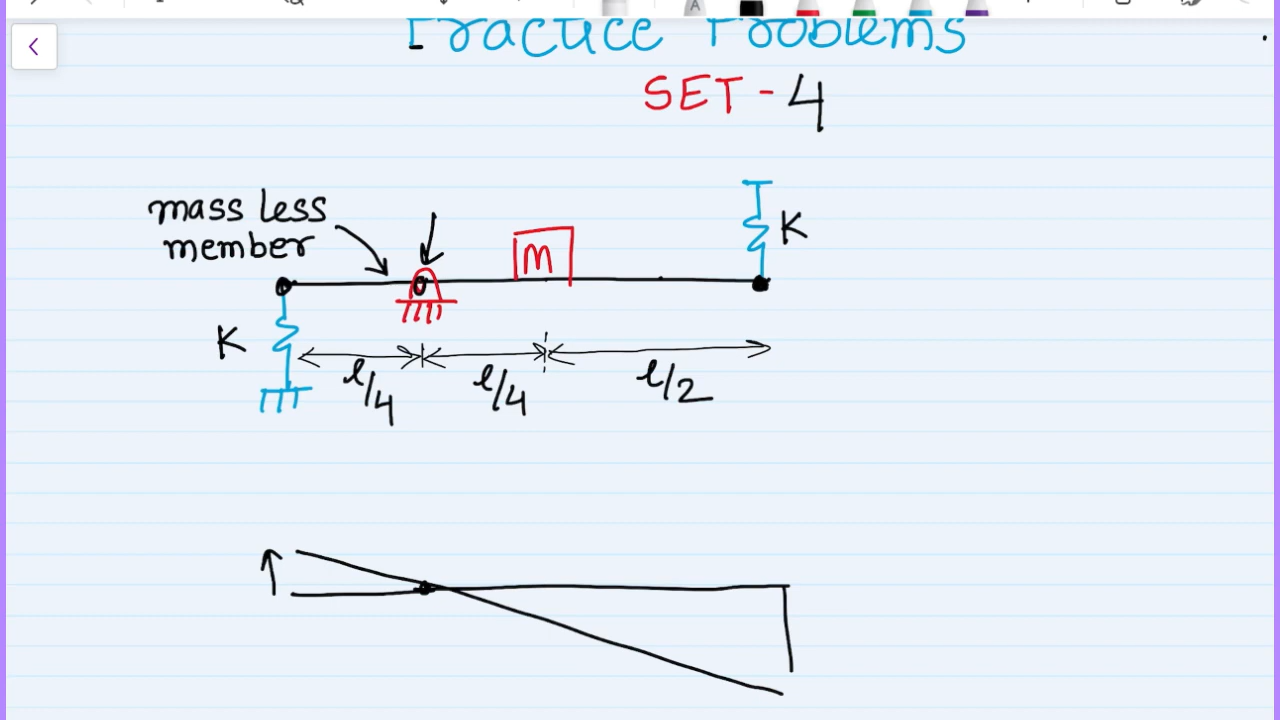 Practice Problems
SET - 4
mass less
member
m
K
K
l/4
l/4
l/2